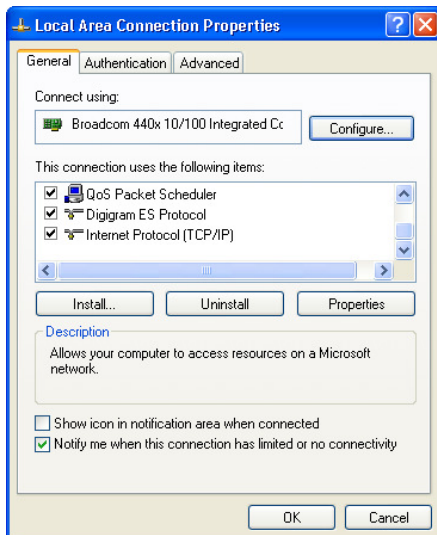 Local Area Connection Properties
General Authentication Advanced
Connect using:
Broadcom 440x 10/100 Integrated Cc Configure...
This connection uses the following items:
QoS Packet Scheduler
Digigram ES Protocol
Internet Protocol (TCP/IP)
Install... Uninstall Properties
Description
Allows your computer to access resources on a Microsoft
network.
Show icon in notification area when connected
Notify me when this connection has limited or no connectivity
OK Cancel